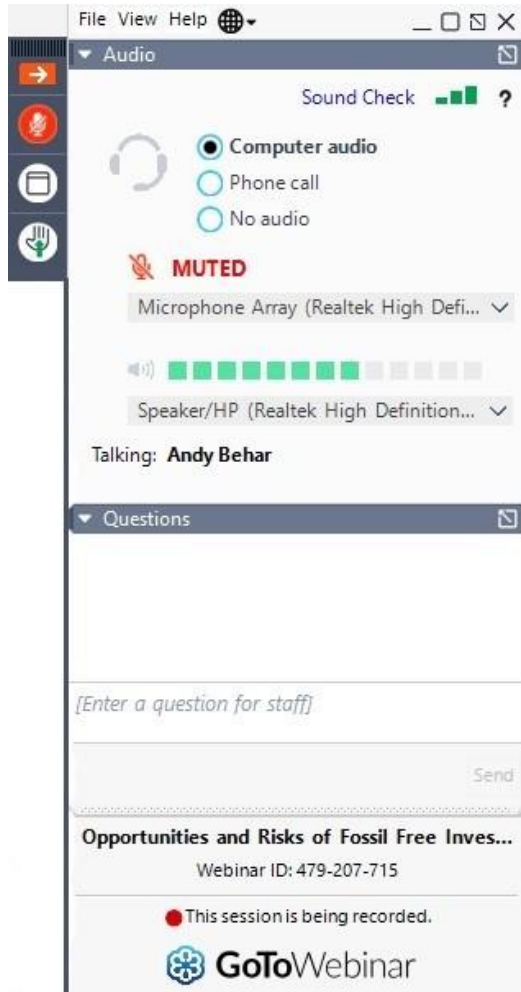 File View Help
Audio
Sound Check ?
Computer audio
Phone call
No audio
MUTED
Microphone Array (Realtek High Defi...
Speaker/HP (Realtek High Definition...
Talking: Andy Behar
Questions
[Enter a question for staff]
Send
Opportunities and Risks of Fossil Free Inves...
Webinar ID: 479-207-715
This session is being recorded.
GoToWebinar